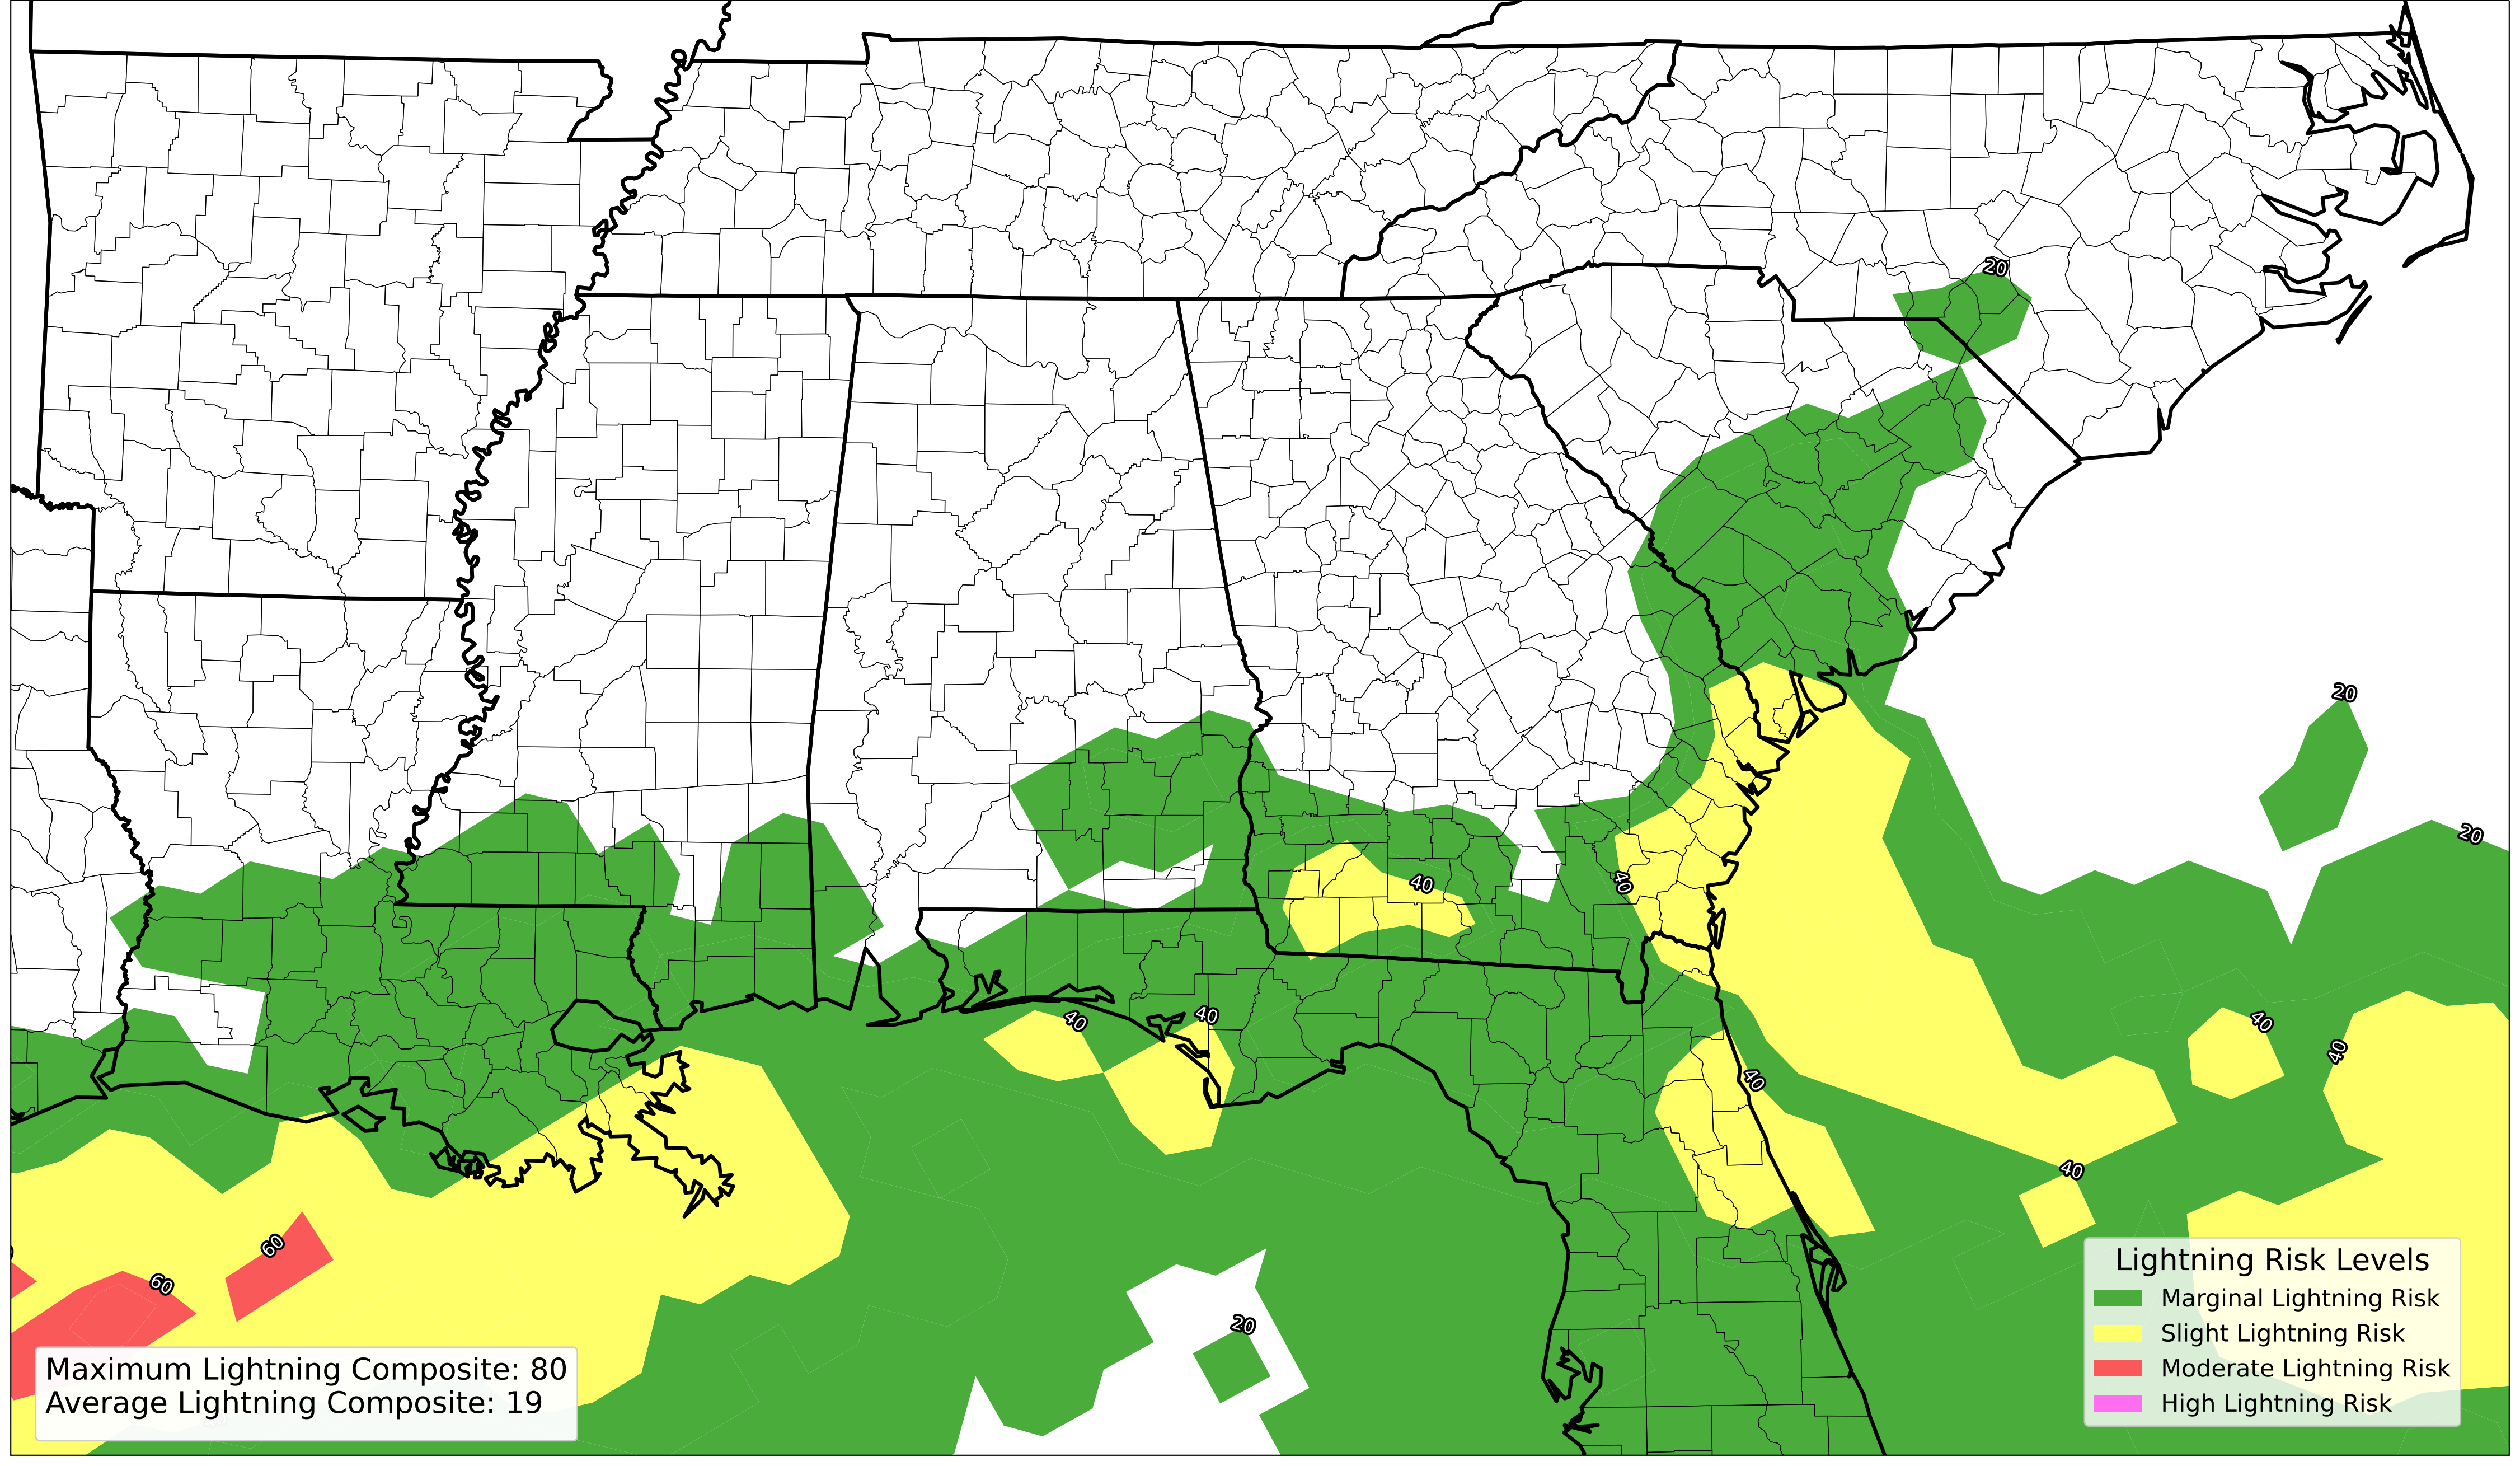 20
20
20
40
40
40
40
40
40
40
40
60
60
20
Lightning Risk Levels
Marginal Lightning Risk
Slight Lightning Risk
Moderate Lightning Risk
High Lightning Risk
Maximum Lightning Composite: 80
Average Lightning Composite: 19